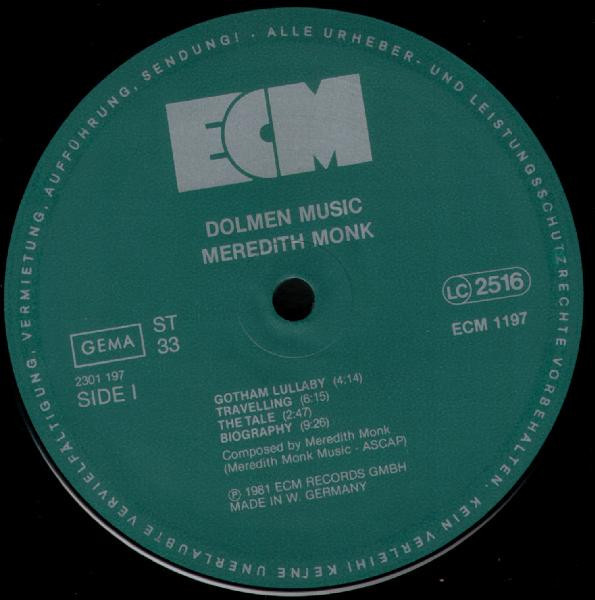 ALLE URHEBER- UND LEISTUNGSSCHUTZRECHTE VORBEHALTEN. KEIN VERLEIH! KEINE UNERLAUBTE VERVIELFÄLTIGUNG, VERMIETUNG, AUFFÜHRUNG, SENDUNG! -
ECM
DOLMEN MUSIC
MEREDITH MONK
LC 2516
ECM 1197
GEMA
ST
33
2301 197
SIDE I
GOTHAM LULLABY (4:14)
TRAVELLING (6:15)
THE TALE (2:47)
BIOGRAPHY (9:26)
Composed by Meredith Monk
(Meredith Monk Music - ASCAP)
℗ 1981 ECM RECORDS GMBH
MADE IN W. GERMANY